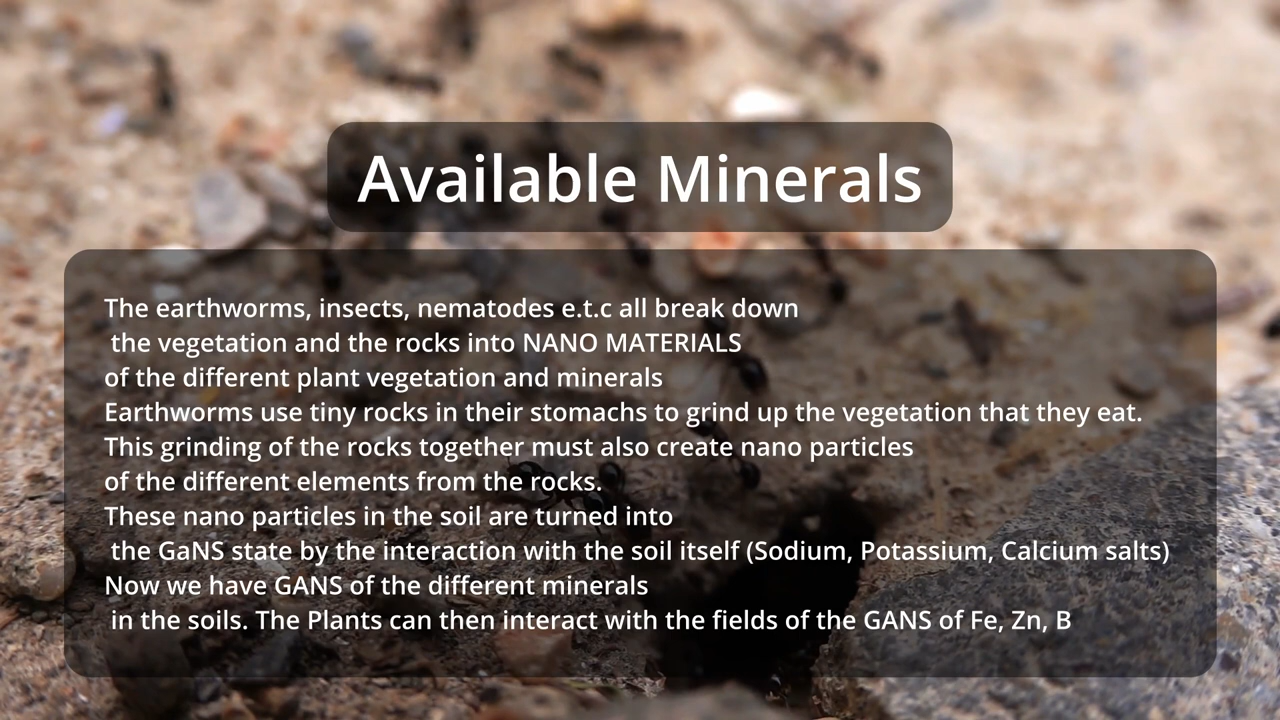 Available Minerals
The earthworms, insects, nematodes e.t.c all break down
the vegetation and the rocks into NANO MATERIALS
of the different plant vegetation and minerals
Earthworms use tiny rocks in their stomachs to grind up the vegetation that they eat.
This grinding of the rocks together must also create nano particles
of the different elements from the rocks.
These nano particles in the soil are turned into
the GaNS state by the interaction with the soil itself (Sodium, Potassium, Calcium salts)
Now we have GANS of the different minerals
in the soils. The Plants can then interact with the fields of the GANS of Fe, Zn, B